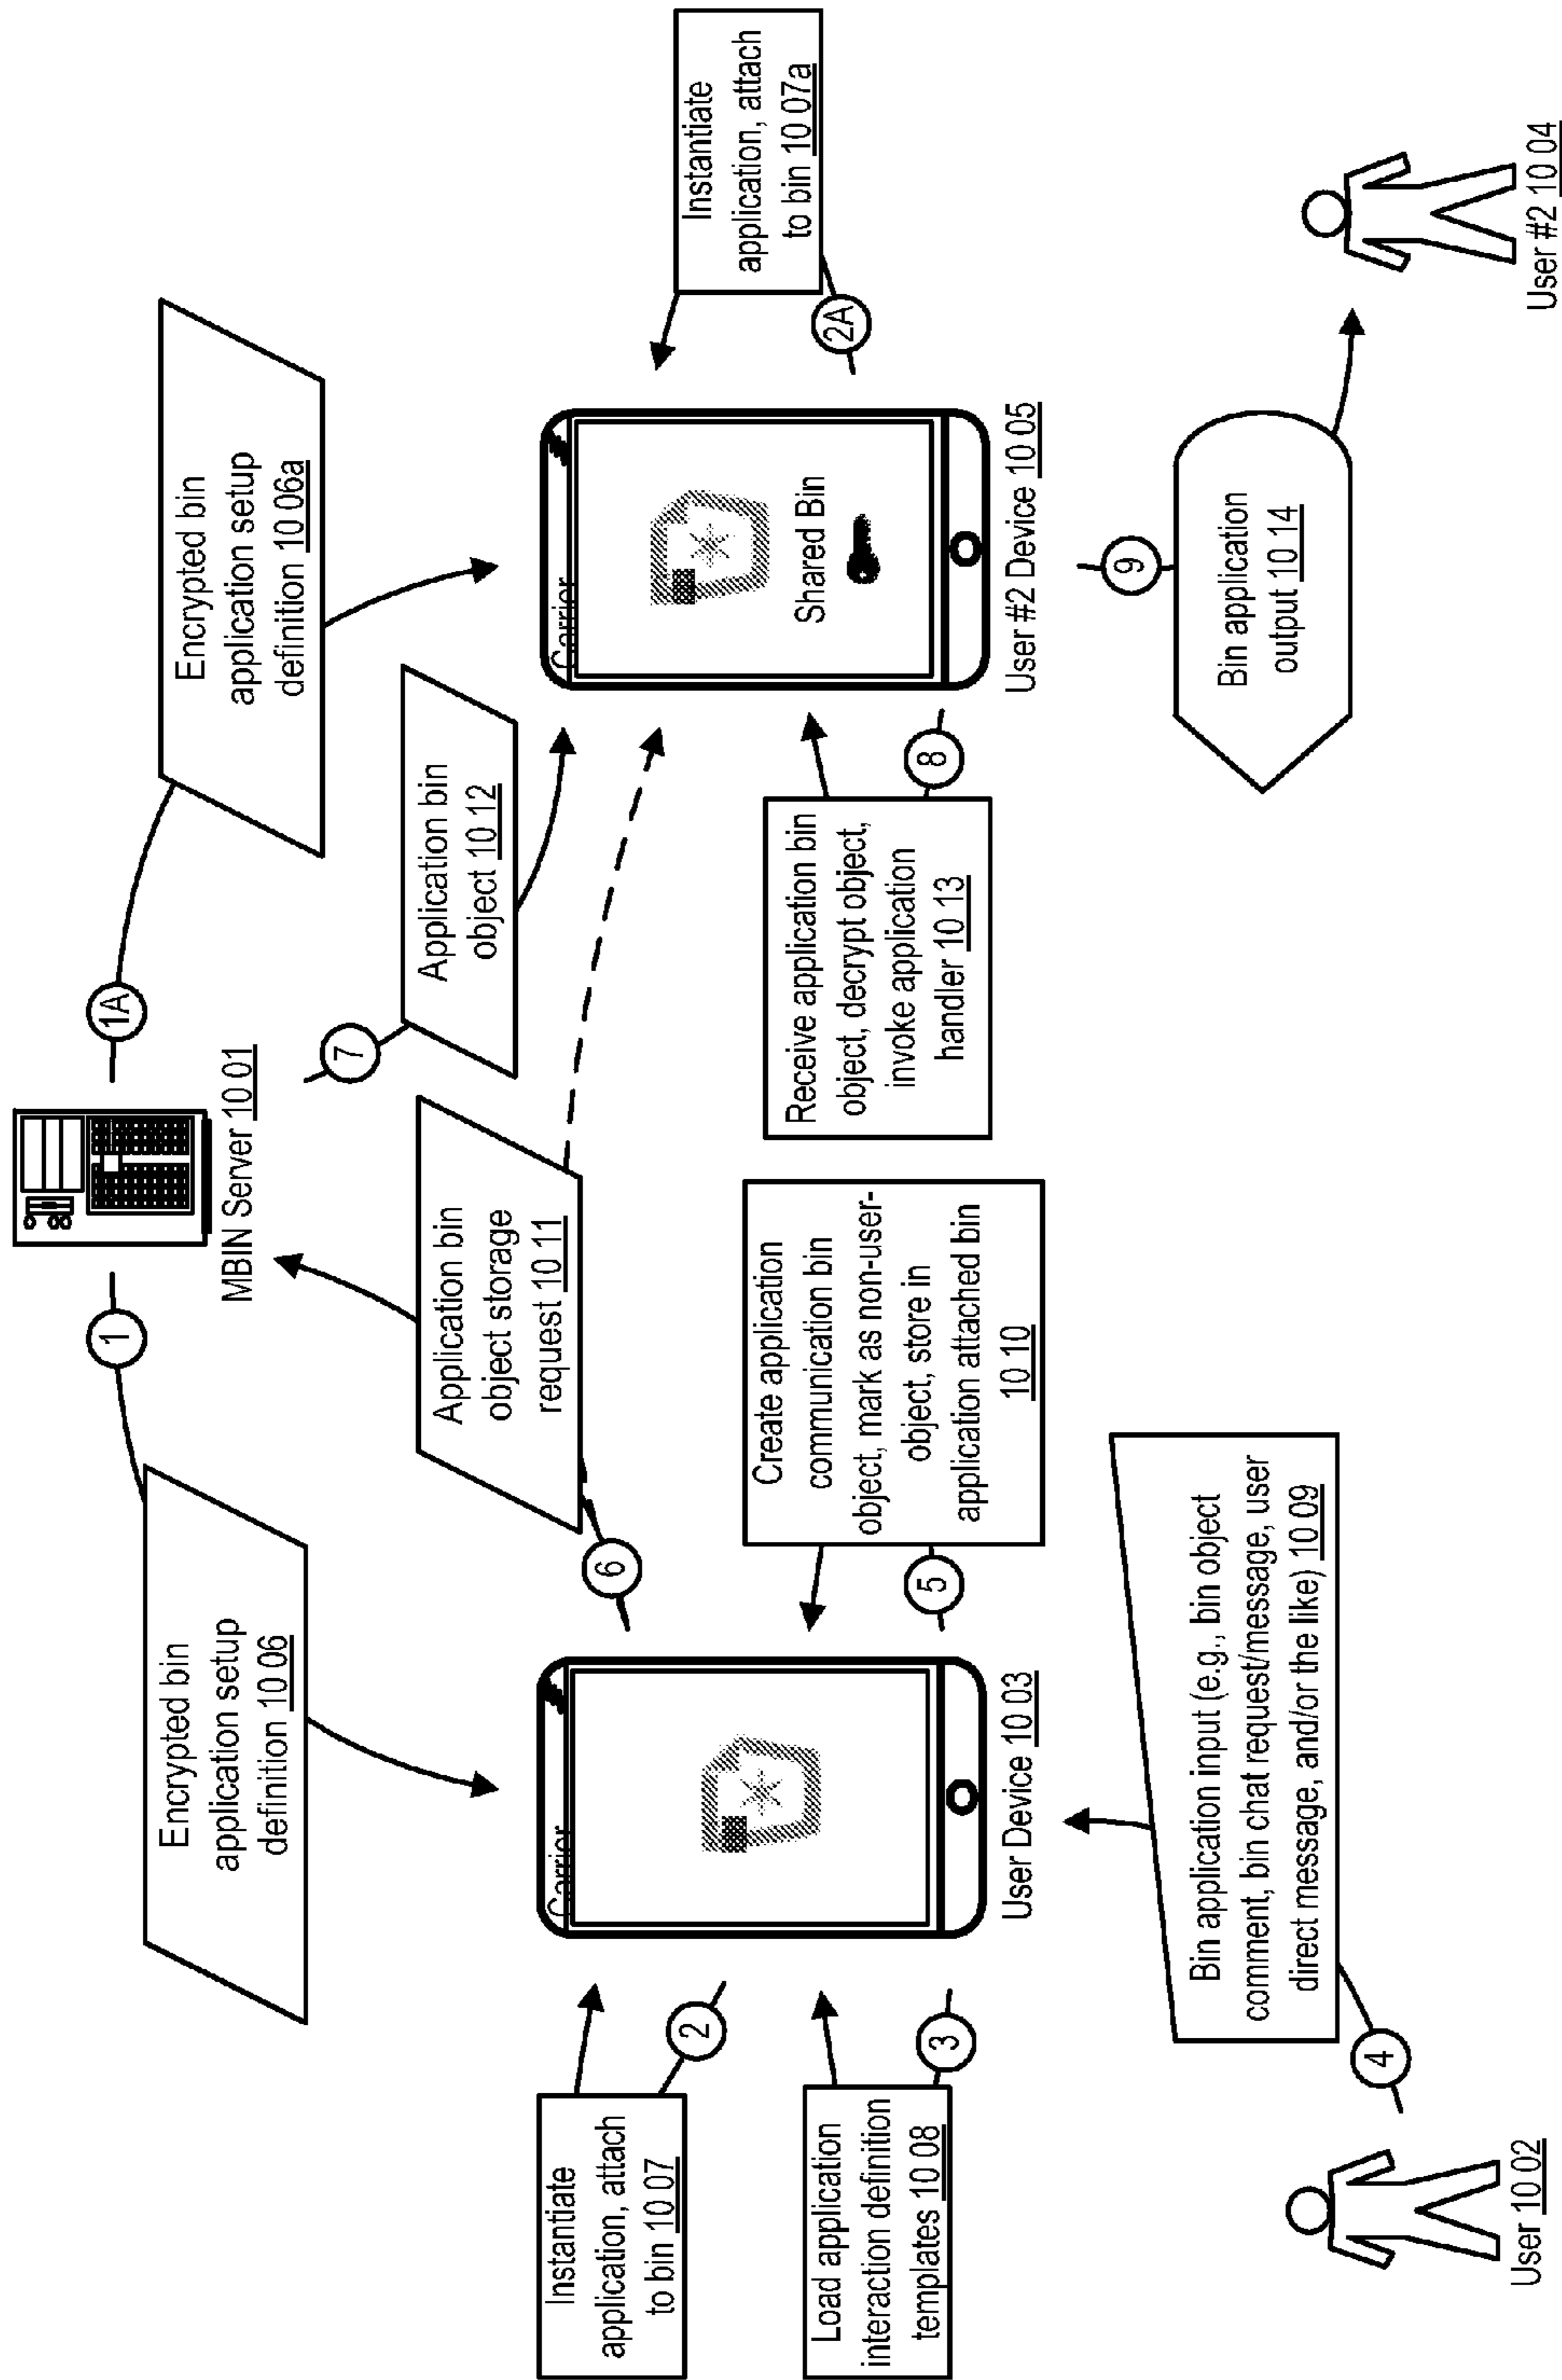 1
MBIN Server 10 01
1A
Encrypted bin
application setup
definition 10 06
Encrypted bin
application setup
definition 10 06a
7
Application bin
object storage
request 10 11
Application bin
object 10 12
6
Instantiate
application, attach
to bin 10 07
2
Carrier
User Device 10 03
Load application
interaction definition
templates 10 08
3
Create application
communication bin
object, mark as non-user-
object, store in
application attached bin
10 10
5
Receive application bin
object, decrypt object,
invoke application
handler 10 13
8
Carrier
Shared Bin
User #2 Device 10 05
Instantiate
application, attach
to bin 10 07a
2A
User 10 02
4
Bin application input (e.g., bin object
comment, bin chat request/message, user
direct message, and/or the like) 10 09
9
Bin application
output 10 14
User #2 10 04